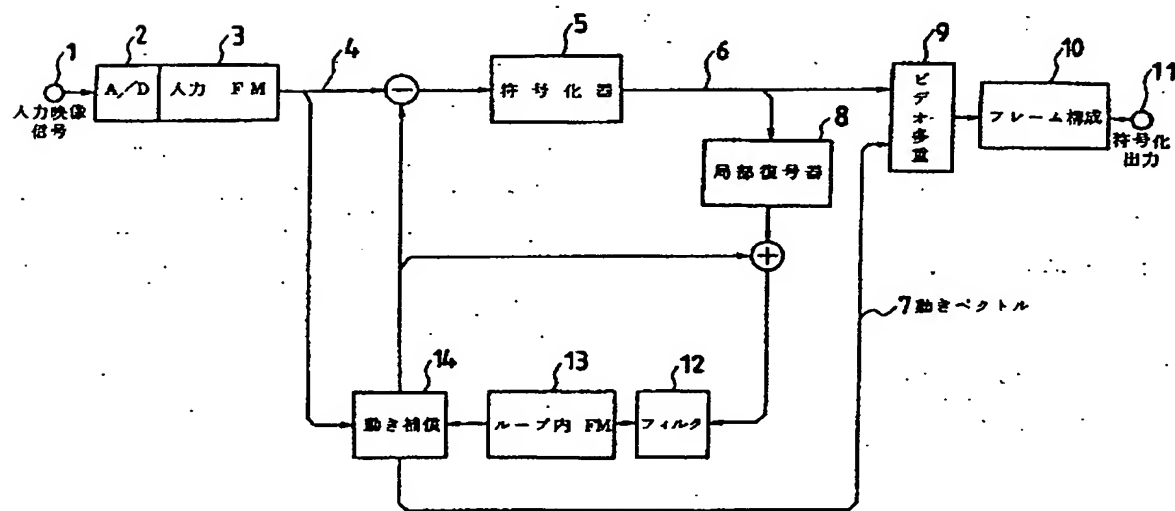 1
2
3
4
5
6
9
10
11
A/D
入力 FM
入力映像
信号
−
符号化器
ビデオ多重
フレーム構成
符号化
出力
8
局部復号器
+
7 動きベクトル
14
13
12
動き補償
ループ内 FM
フィルタ